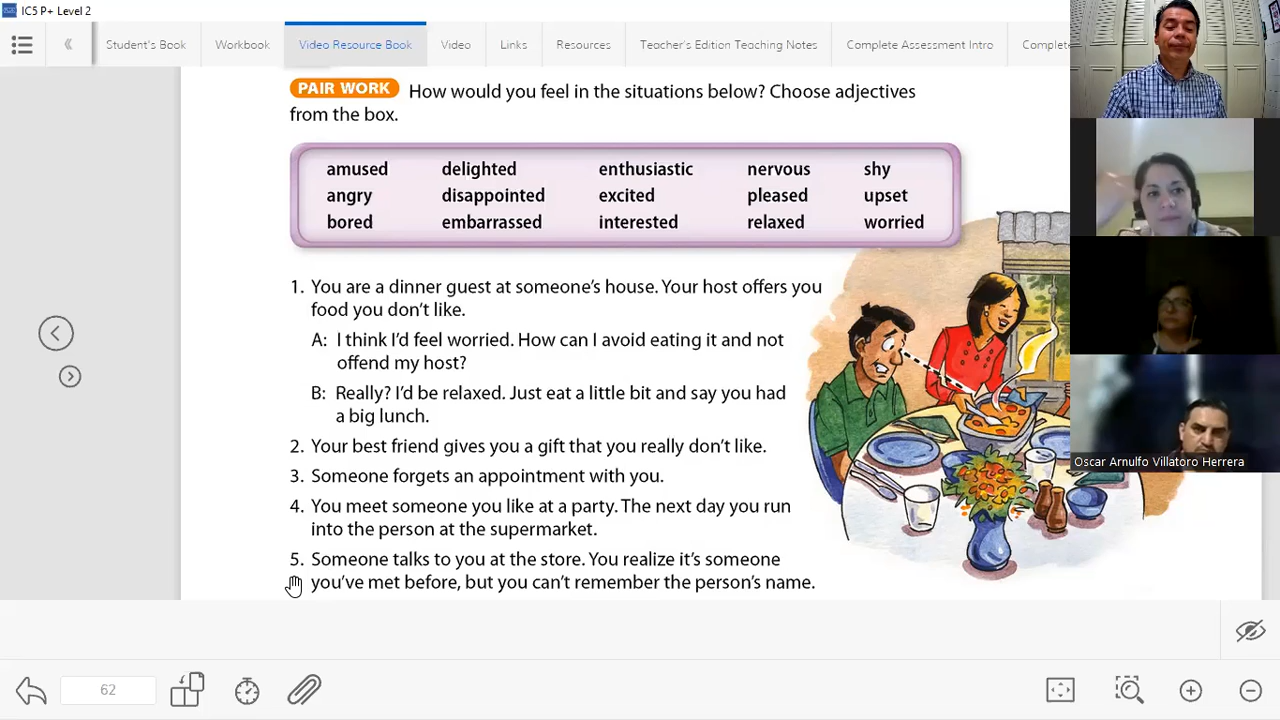 IC5 P+ Level 2
Student's Book Workbook Video Resource Book Video Links Resources Teacher's Edition Teaching Notes Complete Assessment Intro Complete
PAIR WORK How would you feel in the situations below? Choose adjectives
from the box.
amused delighted enthusiastic nervous shy
angry disappointed excited pleased upset
bored embarrassed interested relaxed worried
1. You are a dinner guest at someone's house. Your host offers you
food you don't like.
A: I think I'd feel worried. How can I avoid eating it and not
offend my host?
B: Really? I'd be relaxed. Just eat a little bit and say you had
a big lunch.
2. Your best friend gives you a gift that you really don't like.
3. Someone forgets an appointment with you.
4. You meet someone you like at a party. The next day you run
into the person at the supermarket.
5. Someone talks to you at the store. You realize it's someone
you've met before, but you can't remember the person's name.
Oscar Arnulfo Villatoro Herrera
62